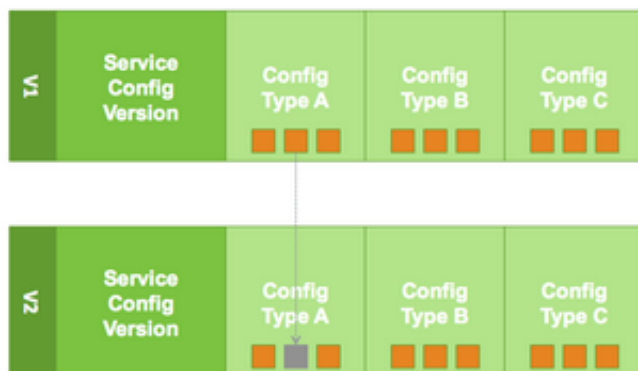 V1
Service
Config
Version
Config
Type A
Config
Type B
Config
Type C
V2
Service
Config
Version
Config
Type A
Config
Type B
Config
Type C